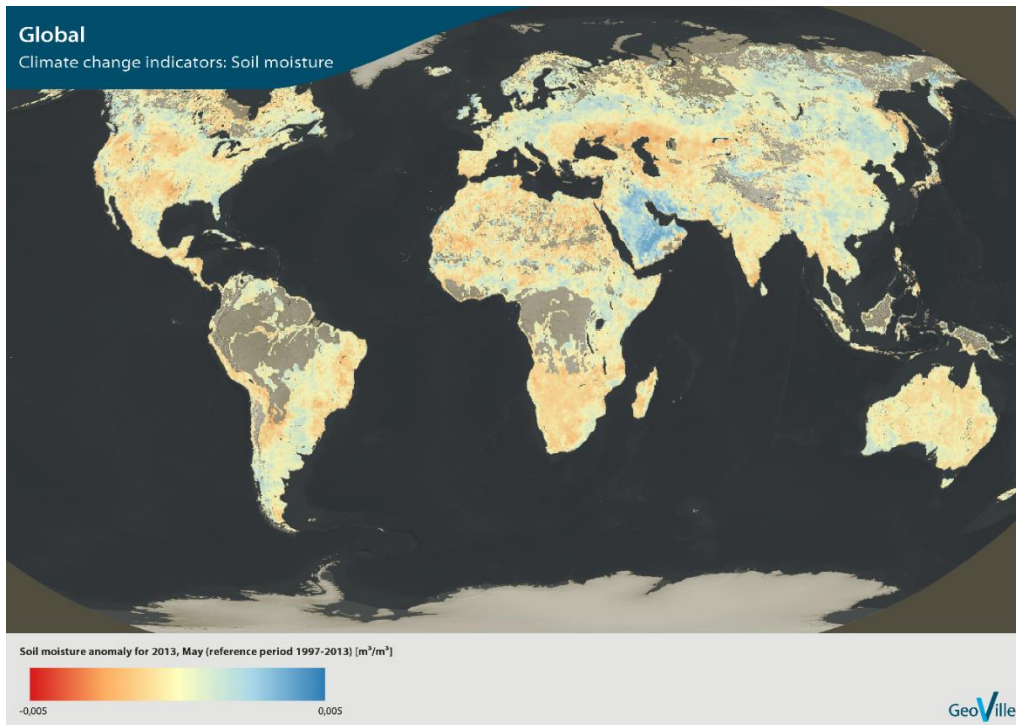 Global
Climate change indicators: Soil moisture
Soil moisture anomaly for 2013, May (reference period 1997-2013) [m³/m³]
-0,005 0,005
GeoVille